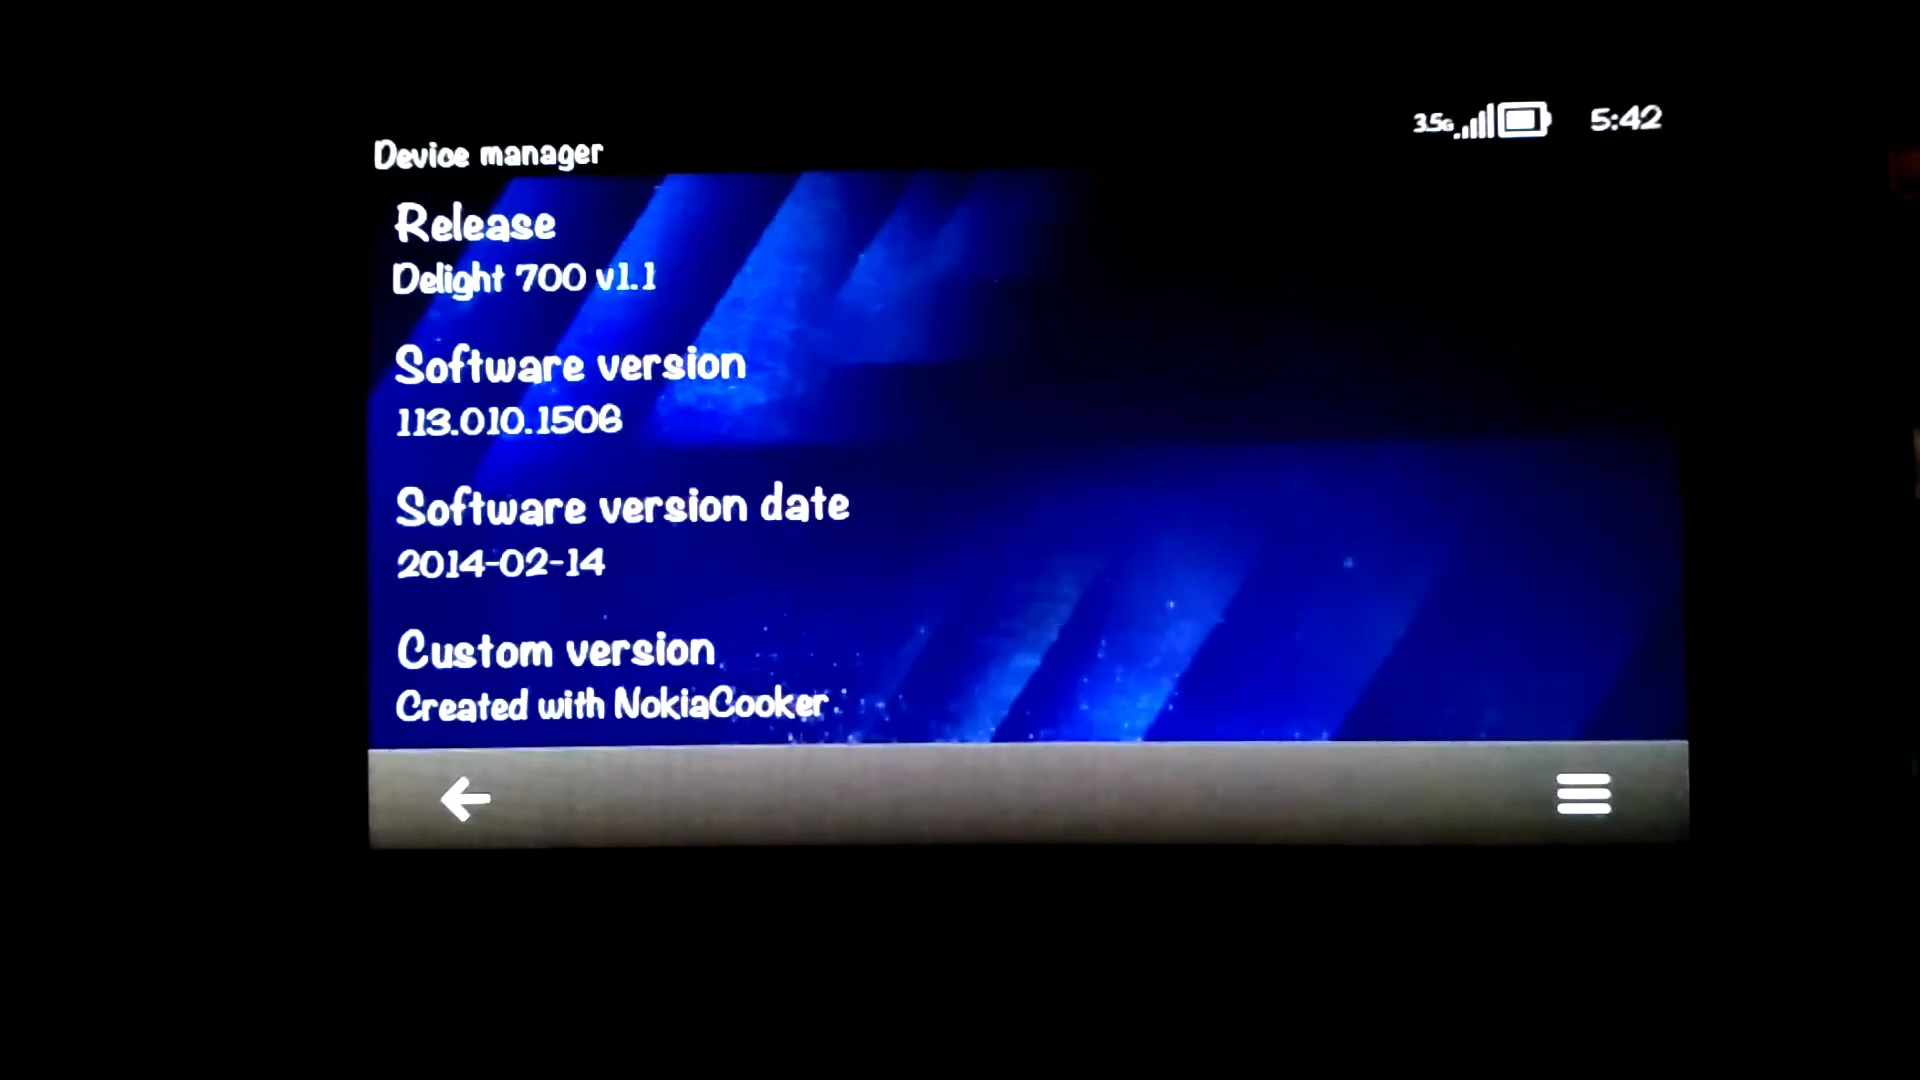 3.5G 5:42
Device manager
Release
Delight 700 v1.1
Software version
113.010.1506
Software version date
2014-02-14
Custom version
Created with NokiaCooker